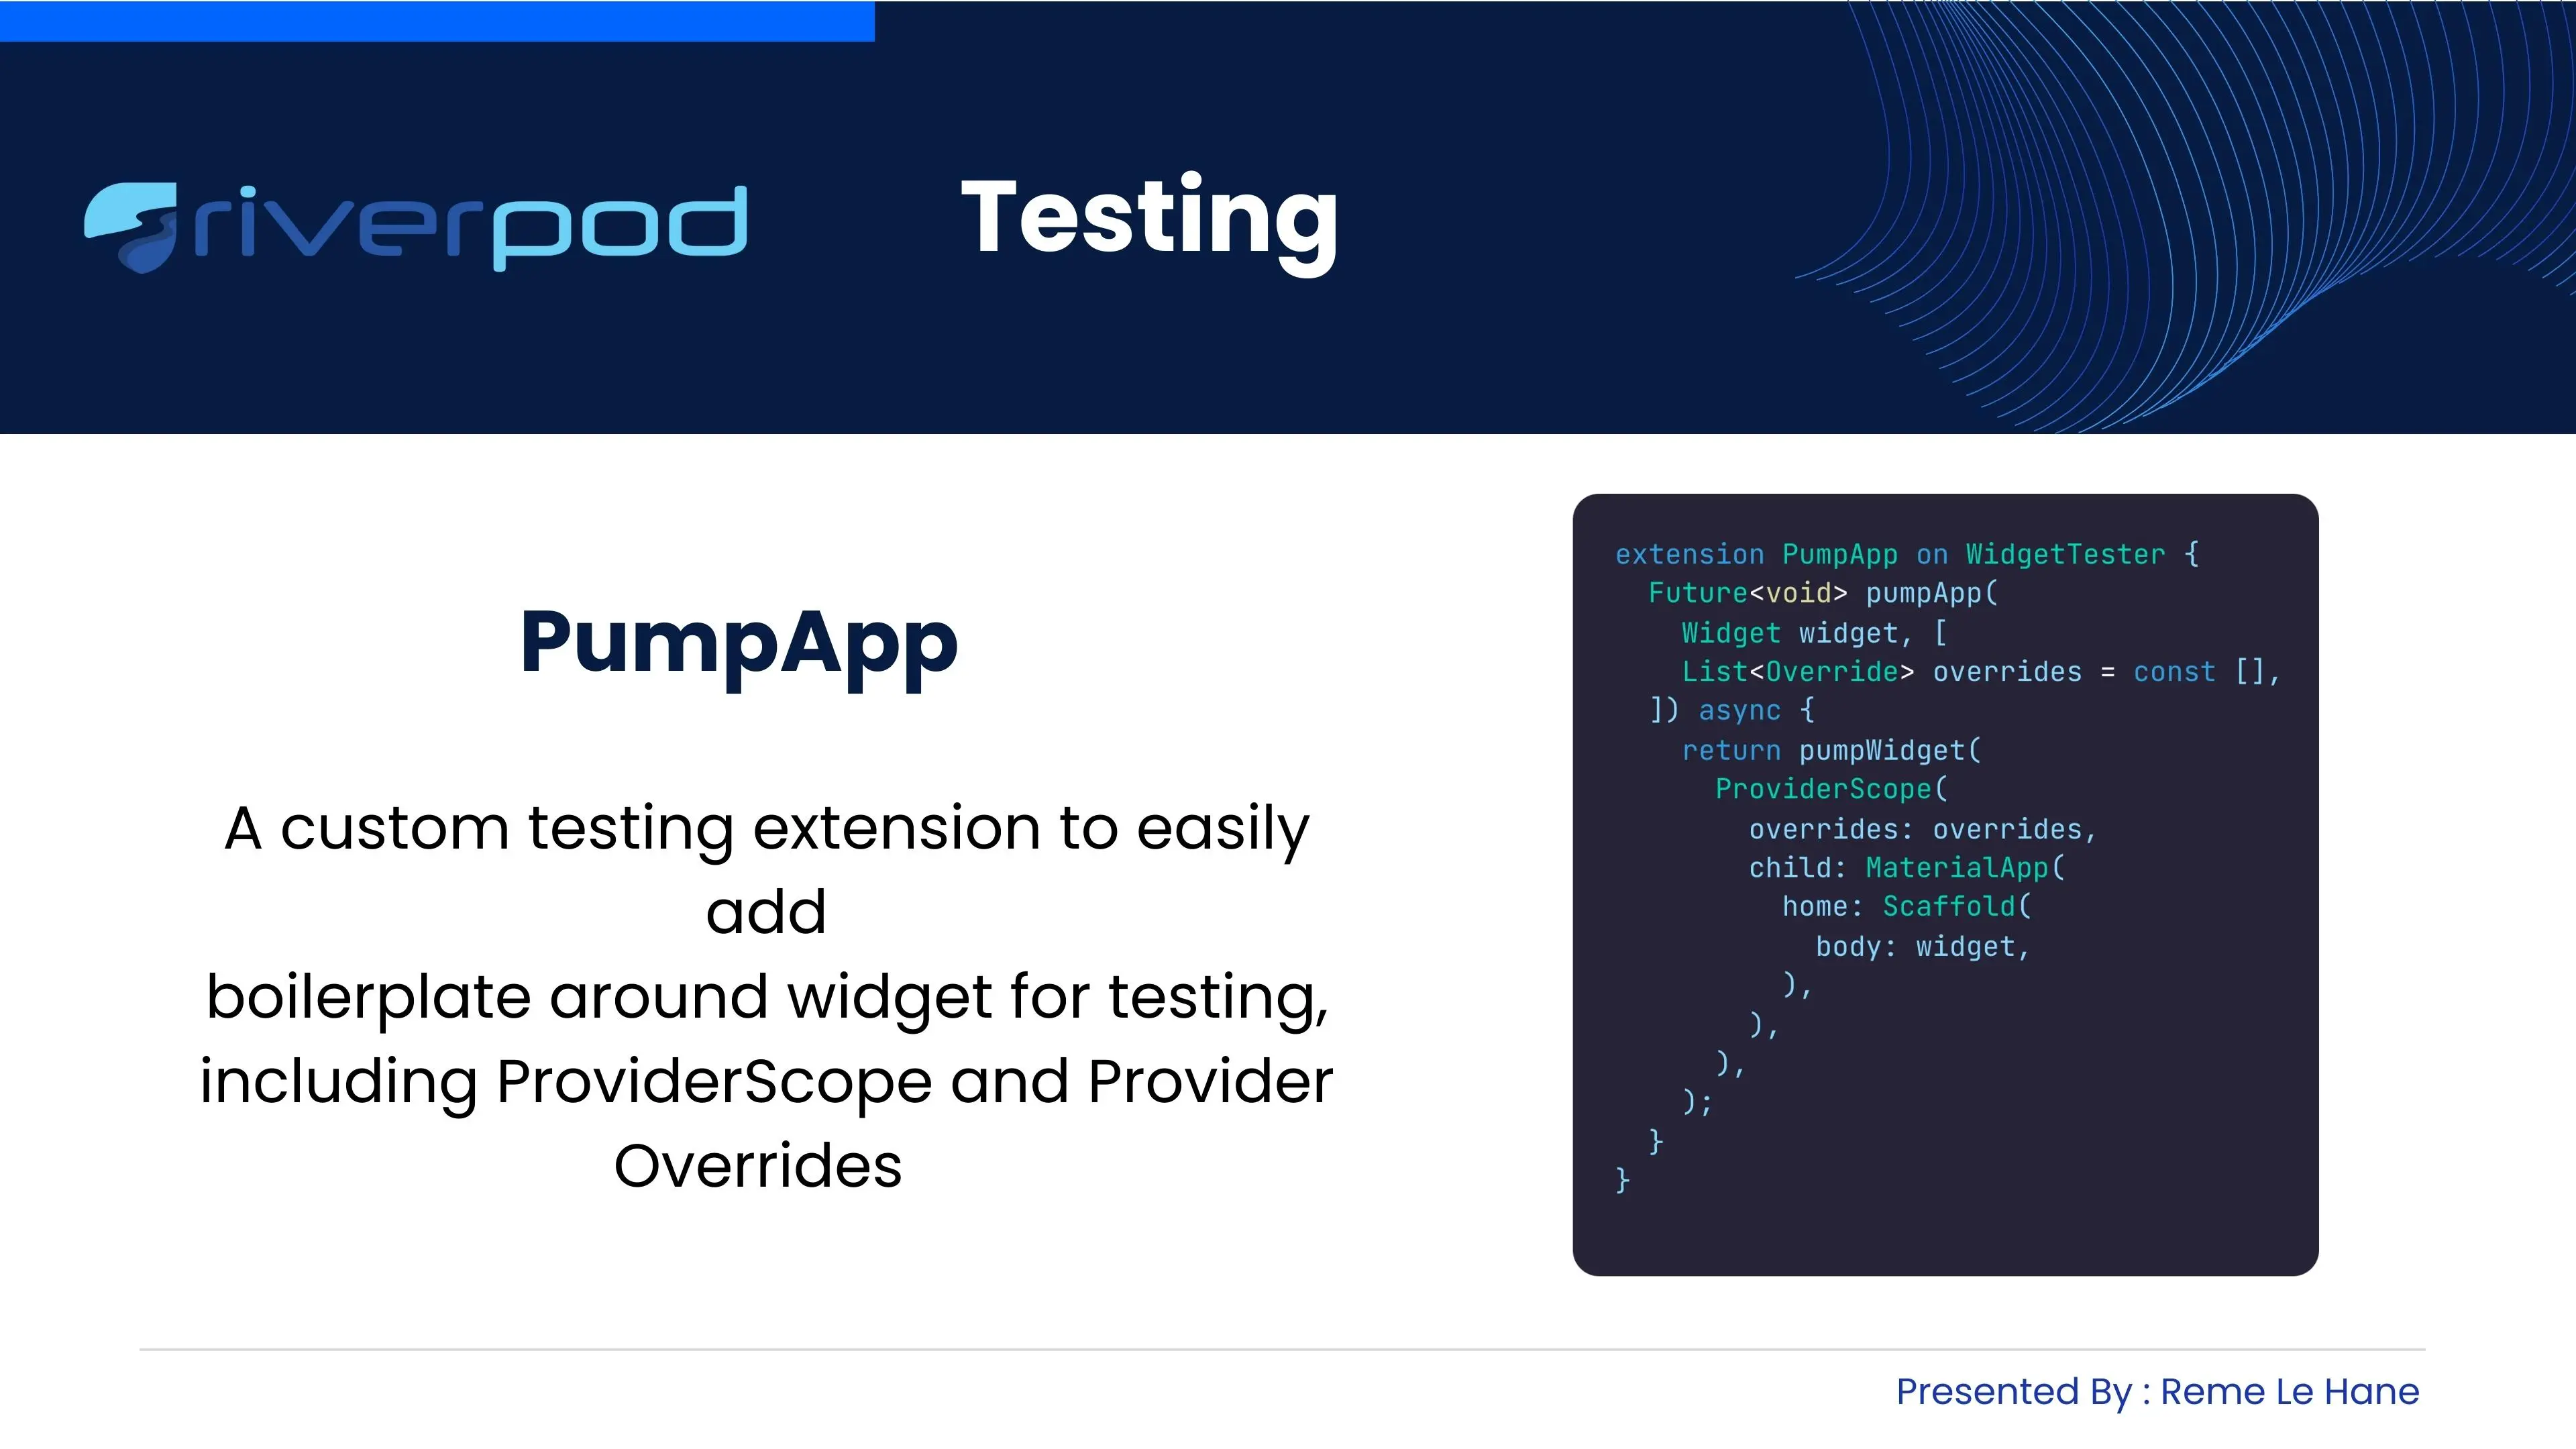 riverpod
Testing
PumpApp
A custom testing extension to easily
add
boilerplate around widget for testing,
including ProviderScope and Provider
Overrides
extension PumpApp on WidgetTester {
  Future<void> pumpApp(
    Widget widget, [
    List<Override> overrides = const [],
  ]) async {
    return pumpWidget(
      ProviderScope(
        overrides: overrides,
        child: MaterialApp(
          home: Scaffold(
            body: widget,
          ),
        ),
      ),
    );
  }
}
Presented By : Reme Le Hane